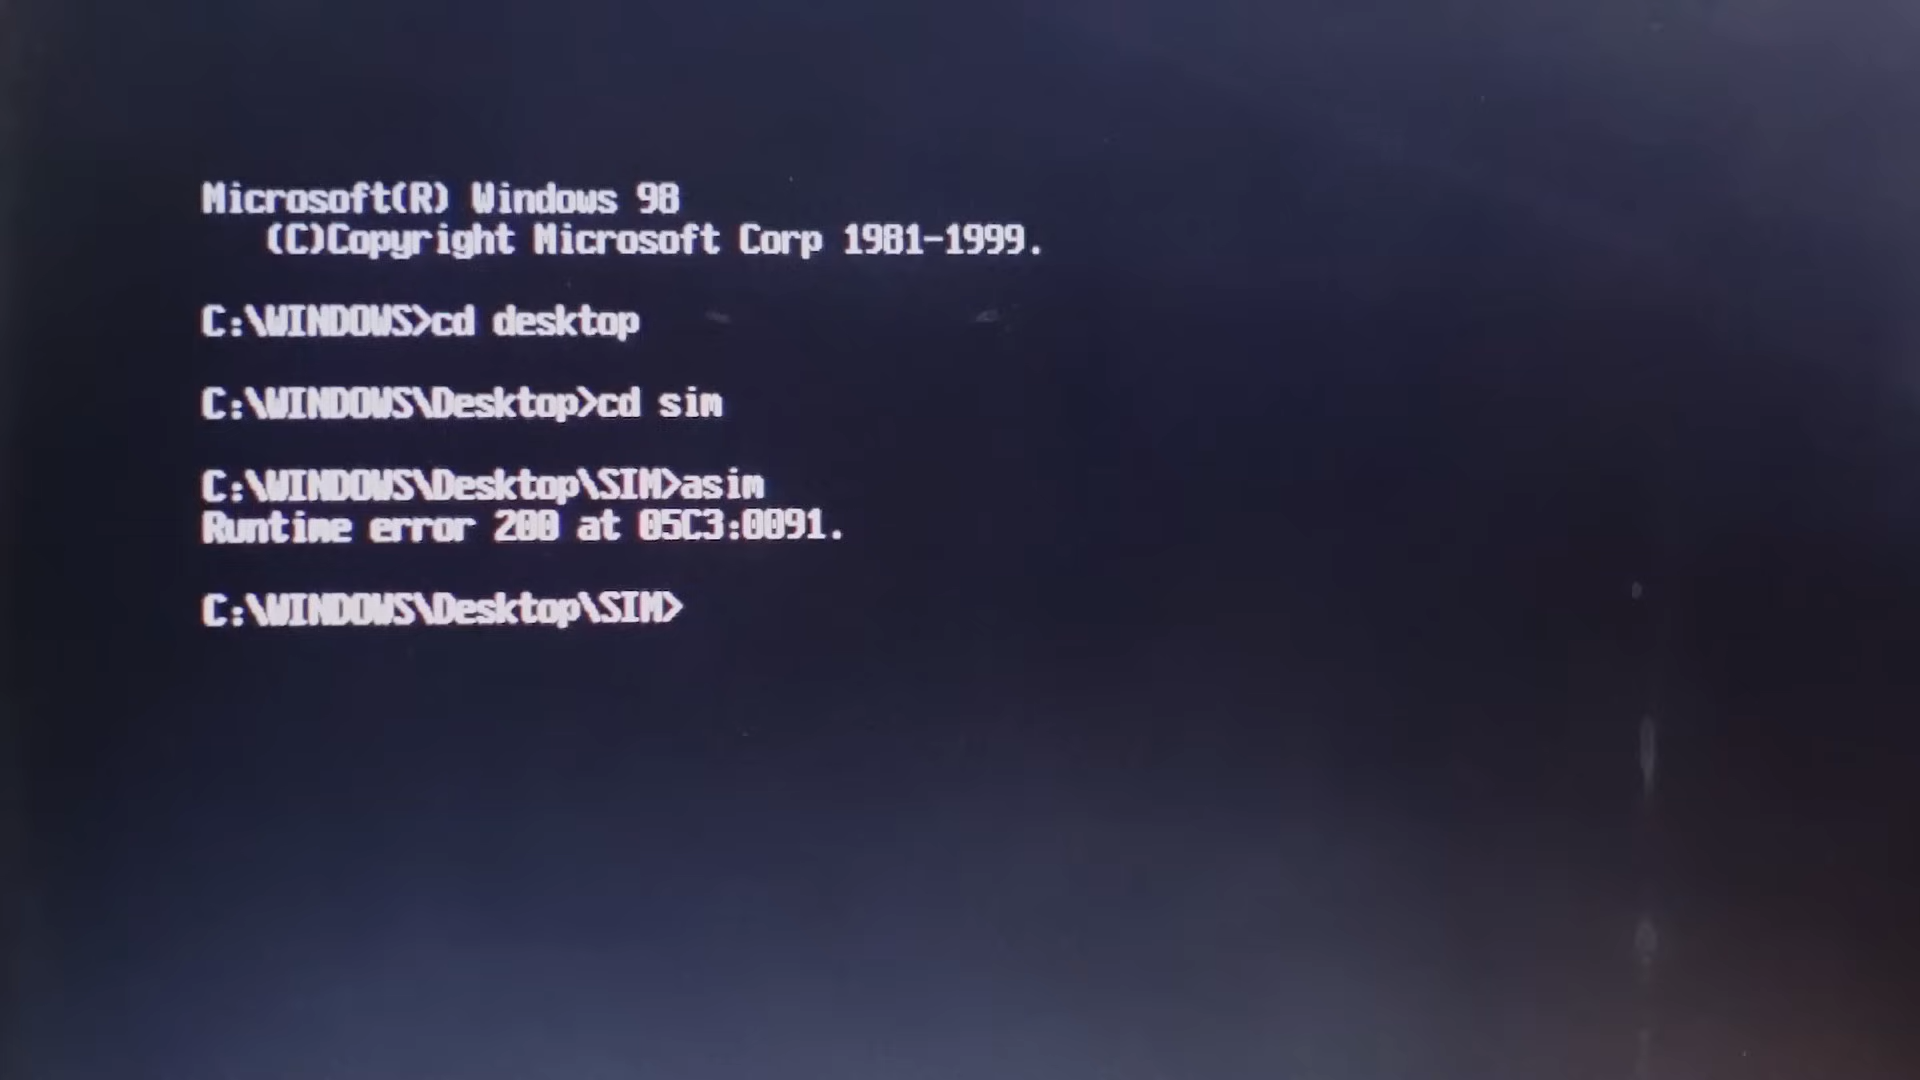 Microsoft(R) Windows 98
(C)Copyright Microsoft Corp 1981-1999.
C:\WINDOWS>cd desktop
C:\WINDOWS\Desktop>cd sim
C:\WINDOWS\Desktop\SIM>asim
Runtime error 200 at 05C3:0091.
C:\WINDOWS\Desktop\SIM>